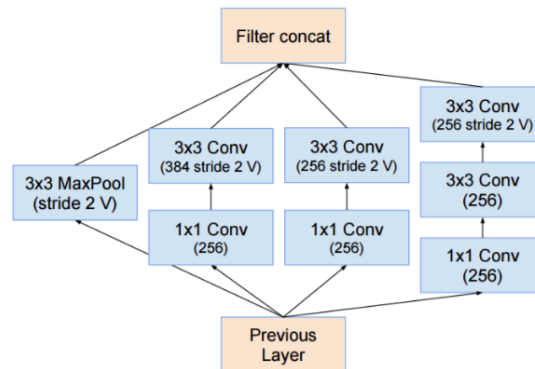 Filter concat
3x3 Conv
(256 stride 2 V)
3x3 Conv
(384 stride 2 V)
3x3 Conv
(256 stride 2 V)
3x3 MaxPool
(stride 2 V)
3x3 Conv
(256)
1x1 Conv
(256)
1x1 Conv
(256)
1x1 Conv
(256)
Previous
Layer